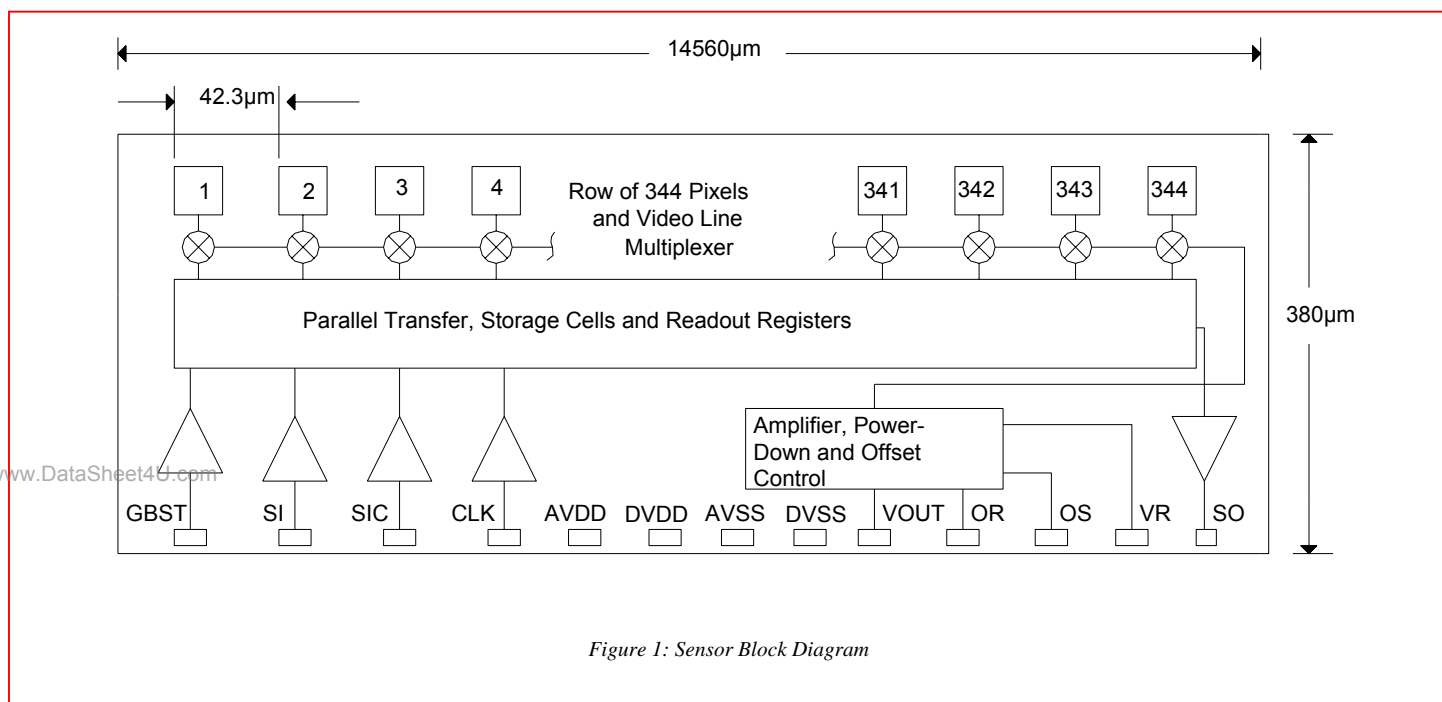 14560µm
42.3µm
1 2 3 4 341 342 343 344
Row of 344 Pixels
and Video Line
Multiplexer
Parallel Transfer, Storage Cells and Readout Registers
380µm
Amplifier, Power-
Down and Offset
Control
www.DataSheet4U.com
GBST SI SIC CLK AVDD DVDD AVSS DVSS VOUT OR OS VR SO
Figure 1: Sensor Block Diagram